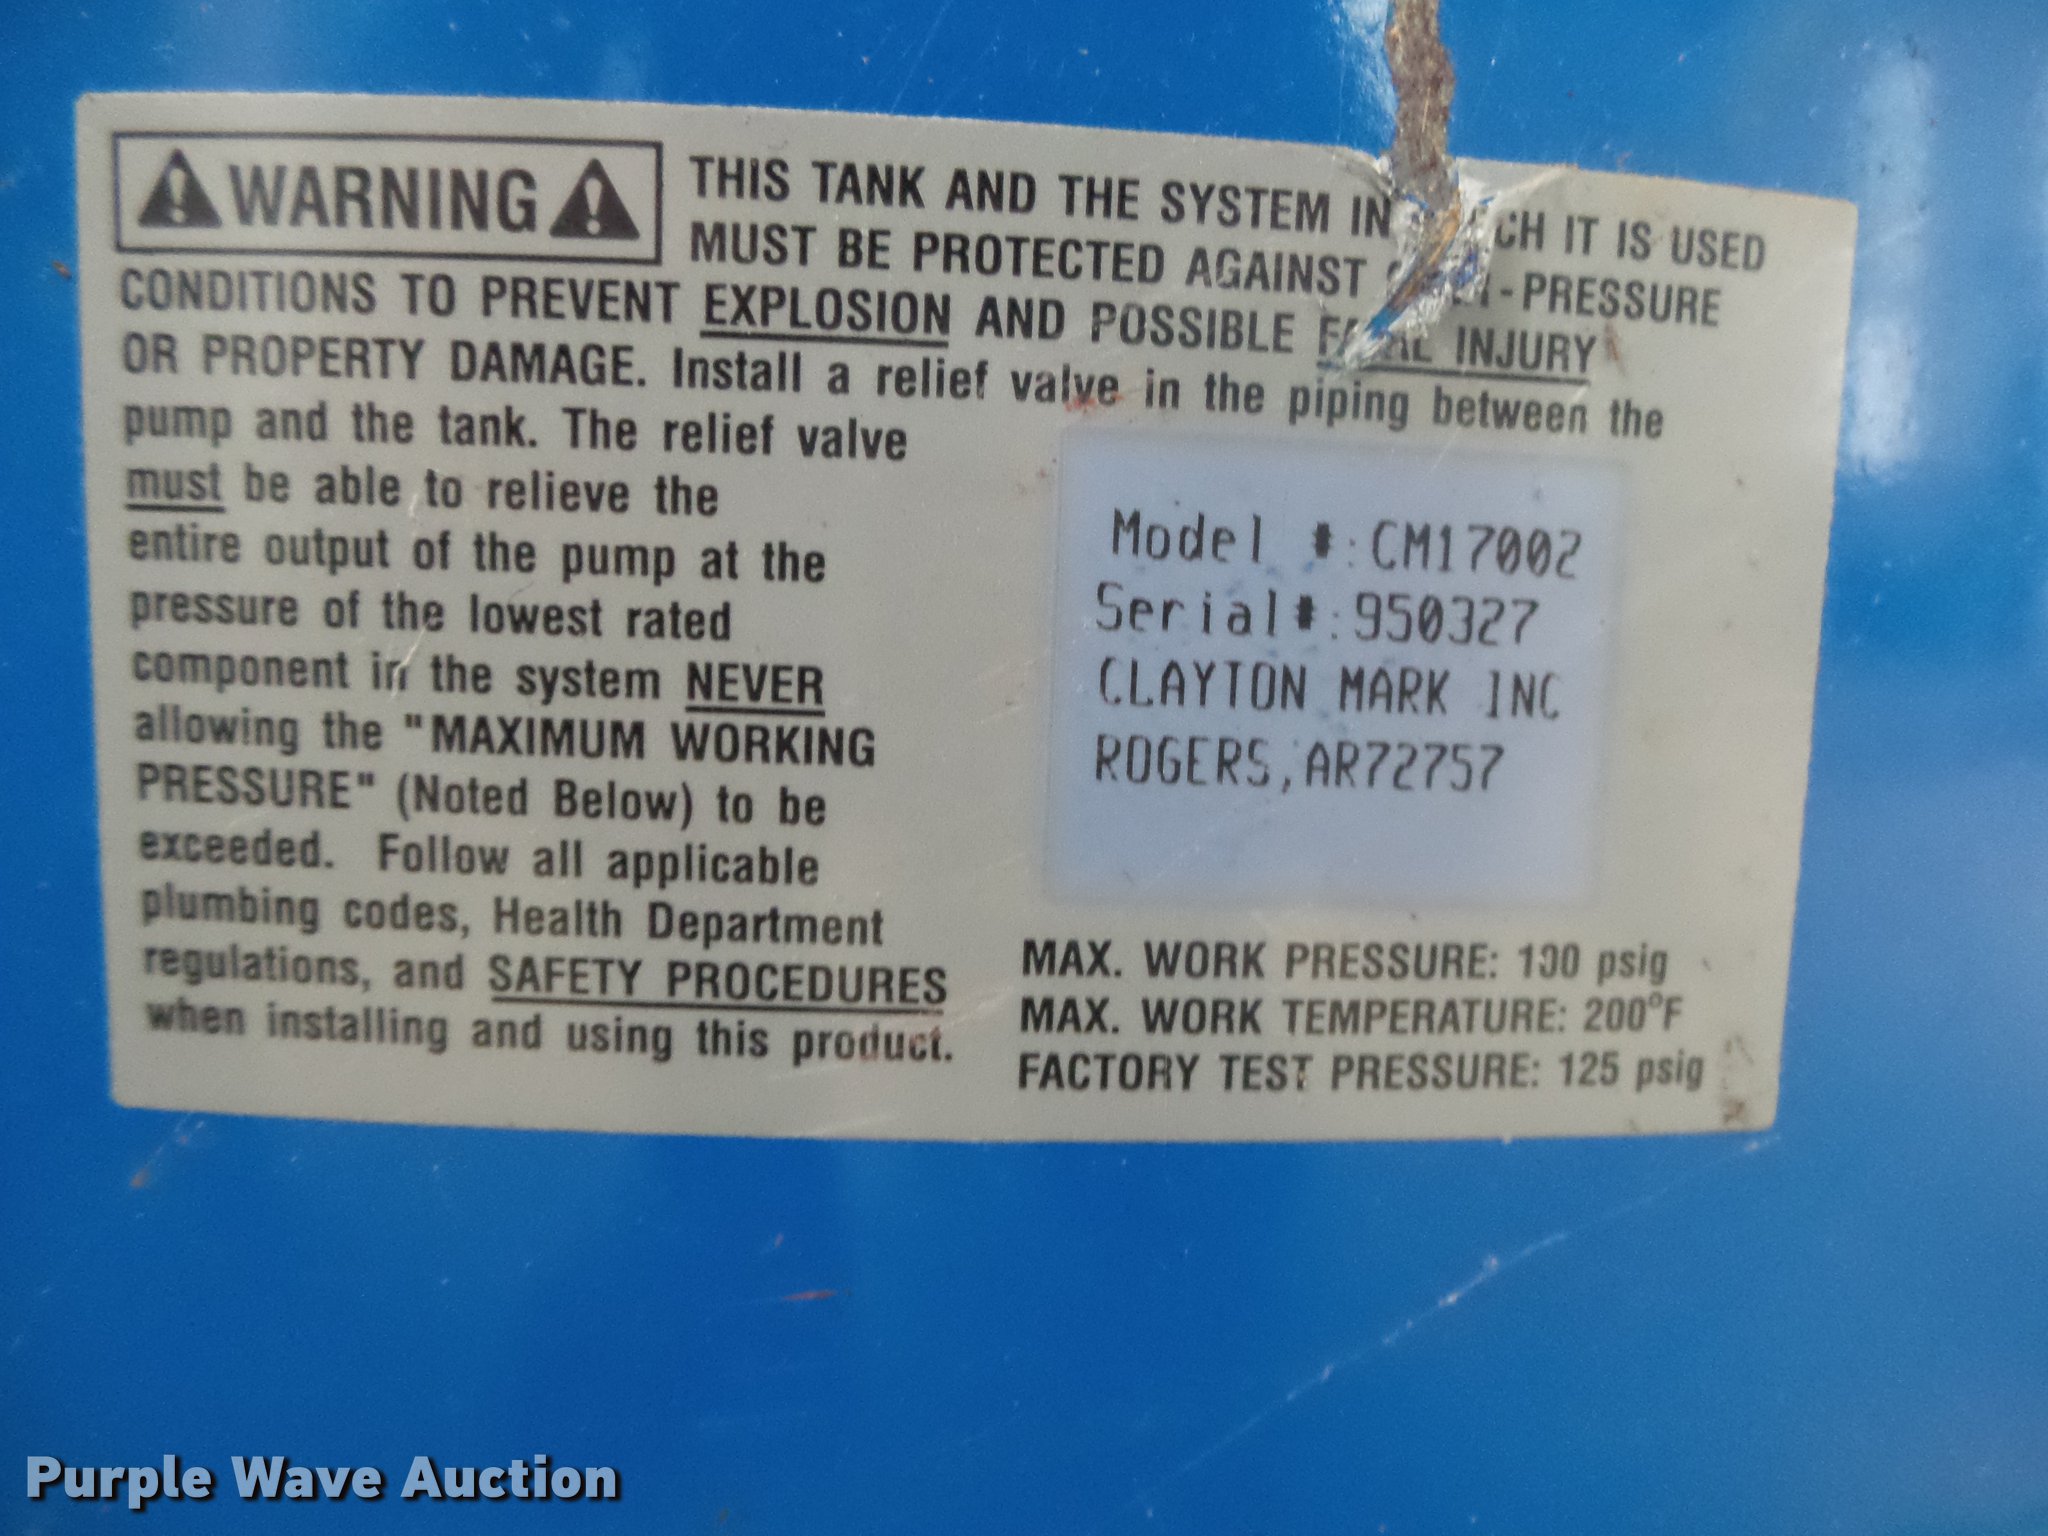 WARNING THIS TANK AND THE SYSTEM IN IT IS USED
MUST BE PROTECTED AGAINST -PRESSURE
CONDITIONS TO PREVENT EXPLOSION AND POSSIBLE INJURY
OR PROPERTY DAMAGE. Install a relief valve in the piping between the
pump and the tank. The relief valve
must be able to relieve the
entire output of the pump at the
pressure of the lowest rated
component in the system NEVER
allowing the "MAXIMUM WORKING
PRESSURE" (Noted Below) to be
exceeded. Follow all applicable
plumbing codes, Health Department
regulations, and SAFETY PROCEDURES
when installing and using this product.
Model #:CM17002
Serial#:950327
CLAYTON MARK INC
ROGERS,AR72757
MAX. WORK PRESSURE: 100 psig
MAX. WORK TEMPERATURE: 200°F
FACTORY TEST PRESSURE: 125 psig
Purple Wave Auction